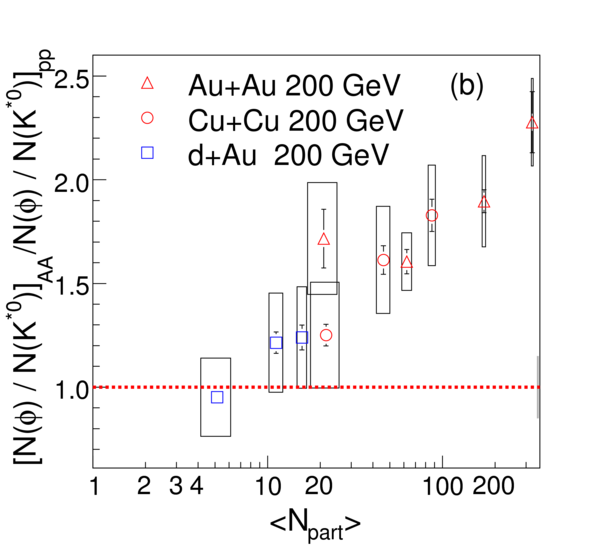 (b)
Au+Au 200 GeV
Cu+Cu 200 GeV
d+Au 200 GeV
[N(ϕ) / N(K*0)]AA/N(ϕ) / N(K*0)]pp
2.5
2.0
1.5
1.0
1 2 3 4 10 20 100 200
<Npart>